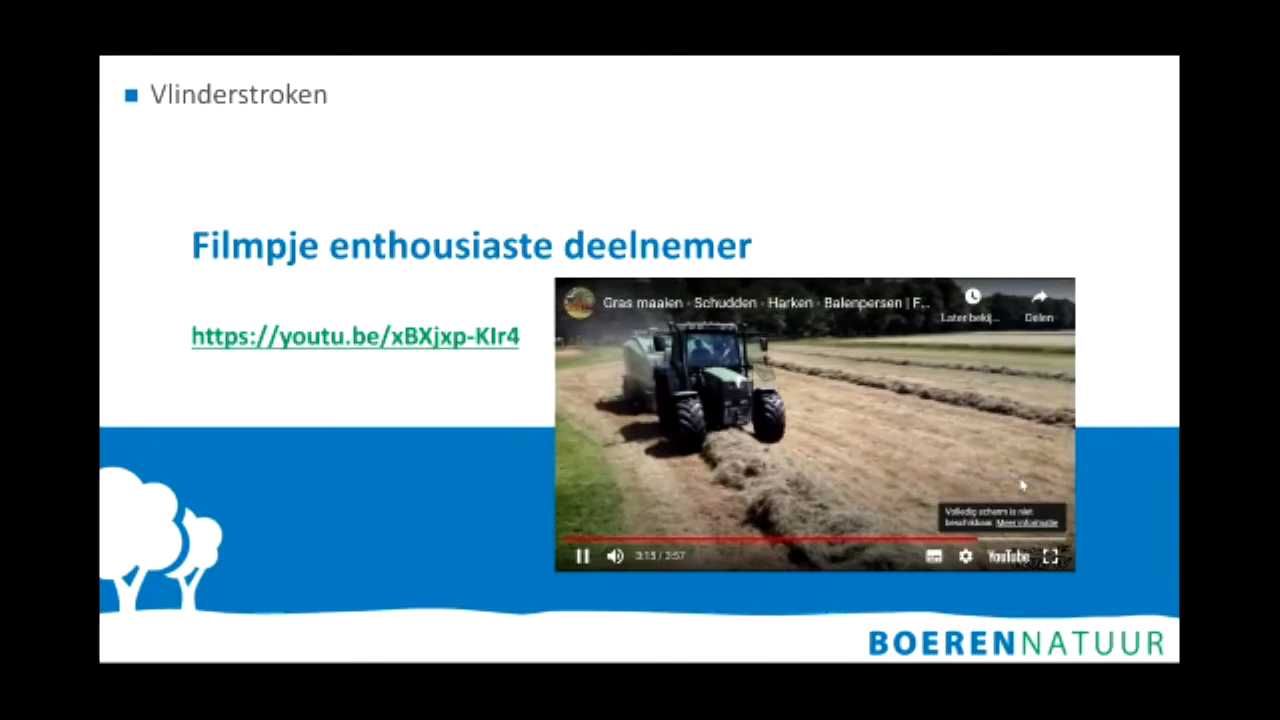 Vlinderstroken
Filmpje enthousiaste deelnemer
https://youtu.be/xBXjxp-KIr4
Gras maaien - Schudden - Harken - Balenpersen | F...
Later bekij...
Delen
Volledig scherm is niet
beschikbaar. Meer informatie
3:15 / 3:57
YouTube
BOERENNATUUR